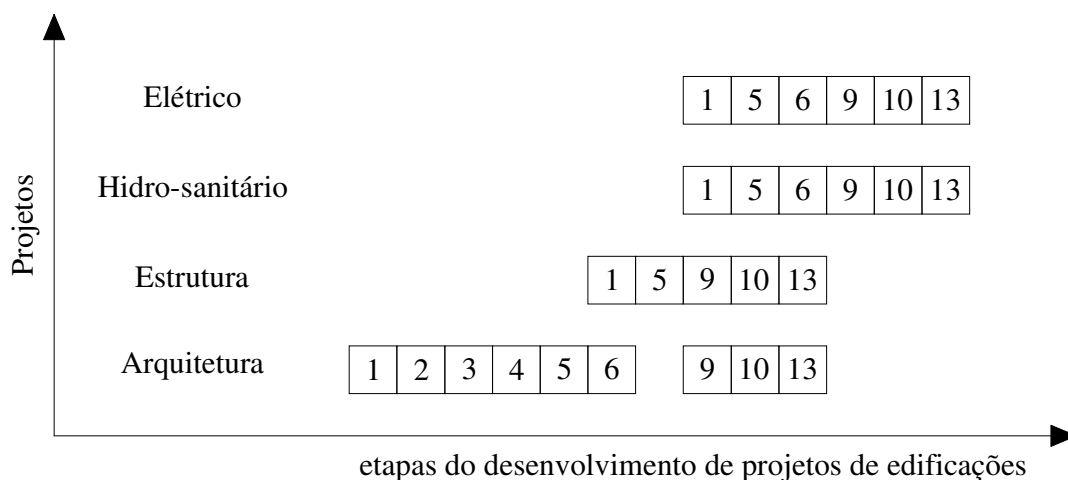 Elétrico 1 5 6 9 10 13
Hidro-sanitário 1 5 6 9 10 13
Estrutura 1 5 9 10 13
Arquitetura 1 2 3 4 5 6 9 10 13
Projetos
etapas do desenvolvimento de projetos de edificações